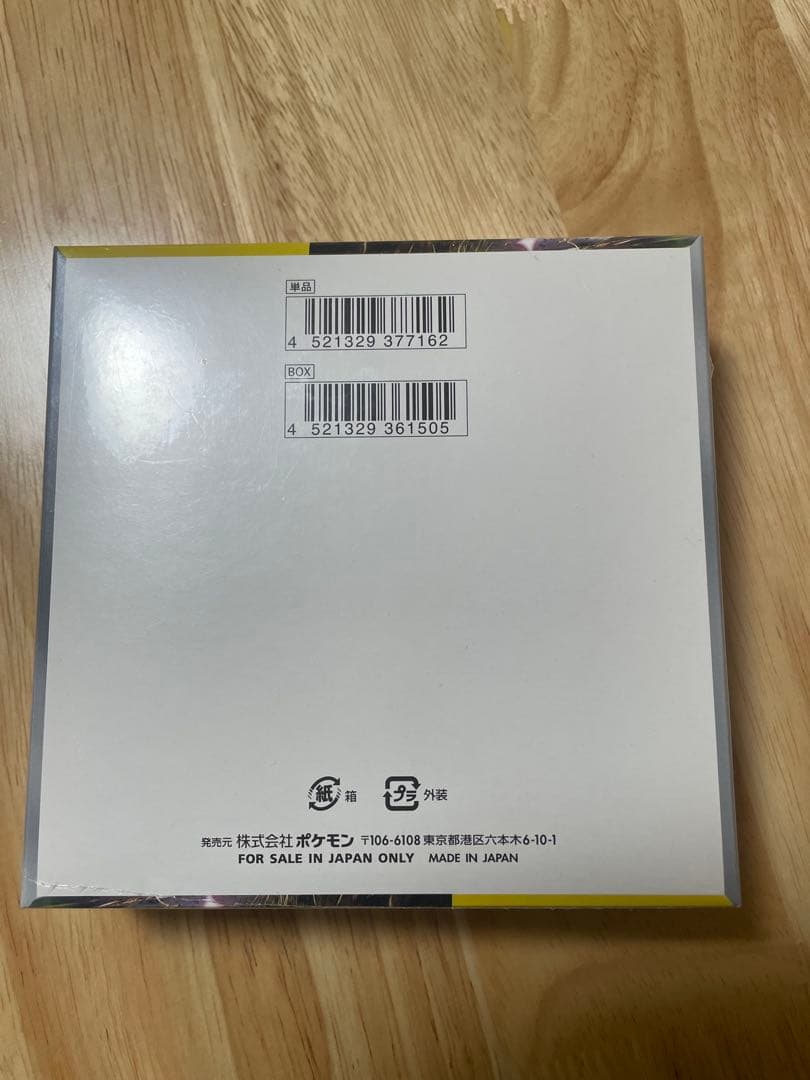 単品
4 521329 377162
BOX
4 521329 361505
紙 箱 プラ 外装
発売元 株式会社 ポケモン 〒106-6108 東京都港区六本木6-10-1
FOR SALE IN JAPAN ONLY MADE IN JAPAN